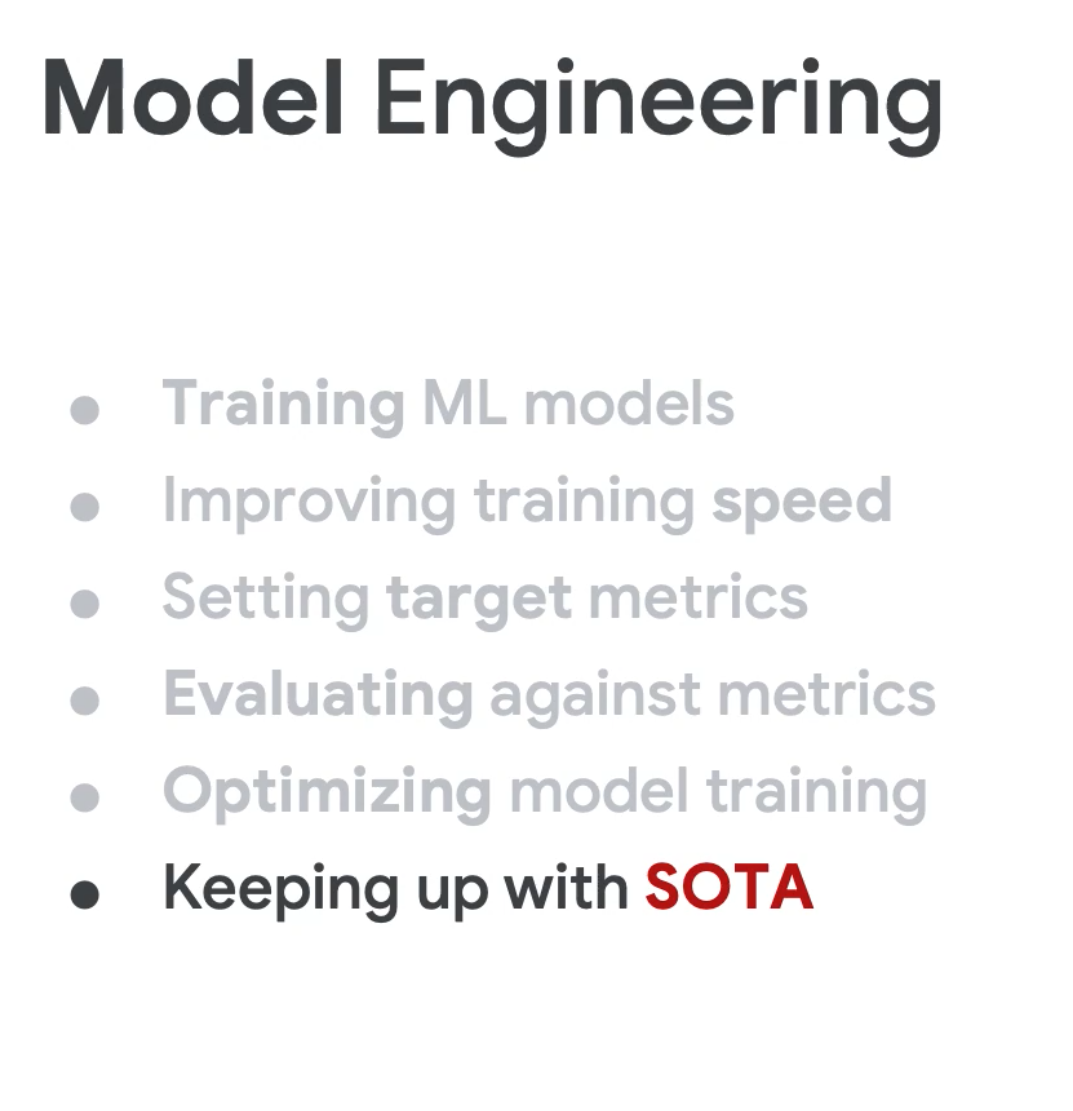 Model Engineering
● Training ML models
● Improving training speed
● Setting target metrics
● Evaluating against metrics
● Optimizing model training
● Keeping up with SOTA